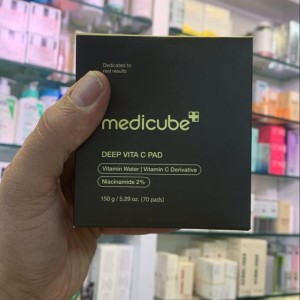 Dedicated to
real results
medicube
DEEP VITA C PAD
Vitamin Water | Vitamin C Derivative
Niacinamide 2%
150 g / 5.29 oz. (70 pads)